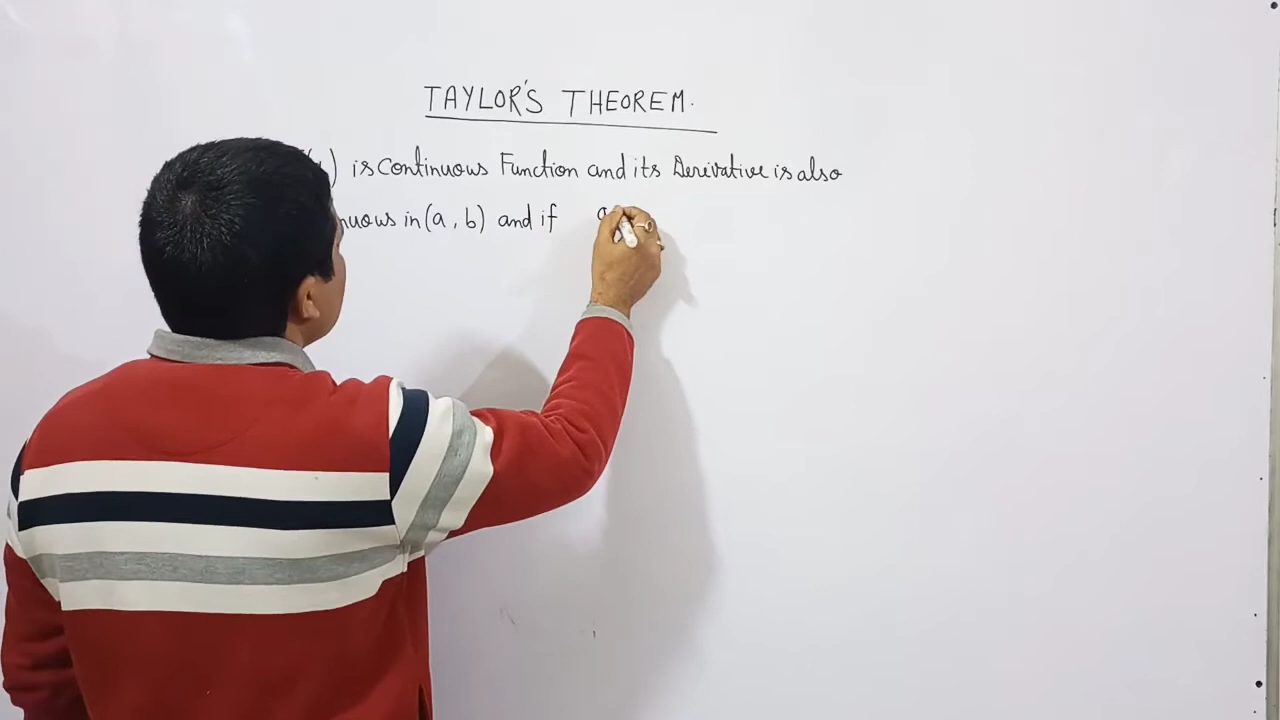 TAYLOR'S THEOREM.
) is continuous Function and its Derivative is also
nuous in (a, b) and if a